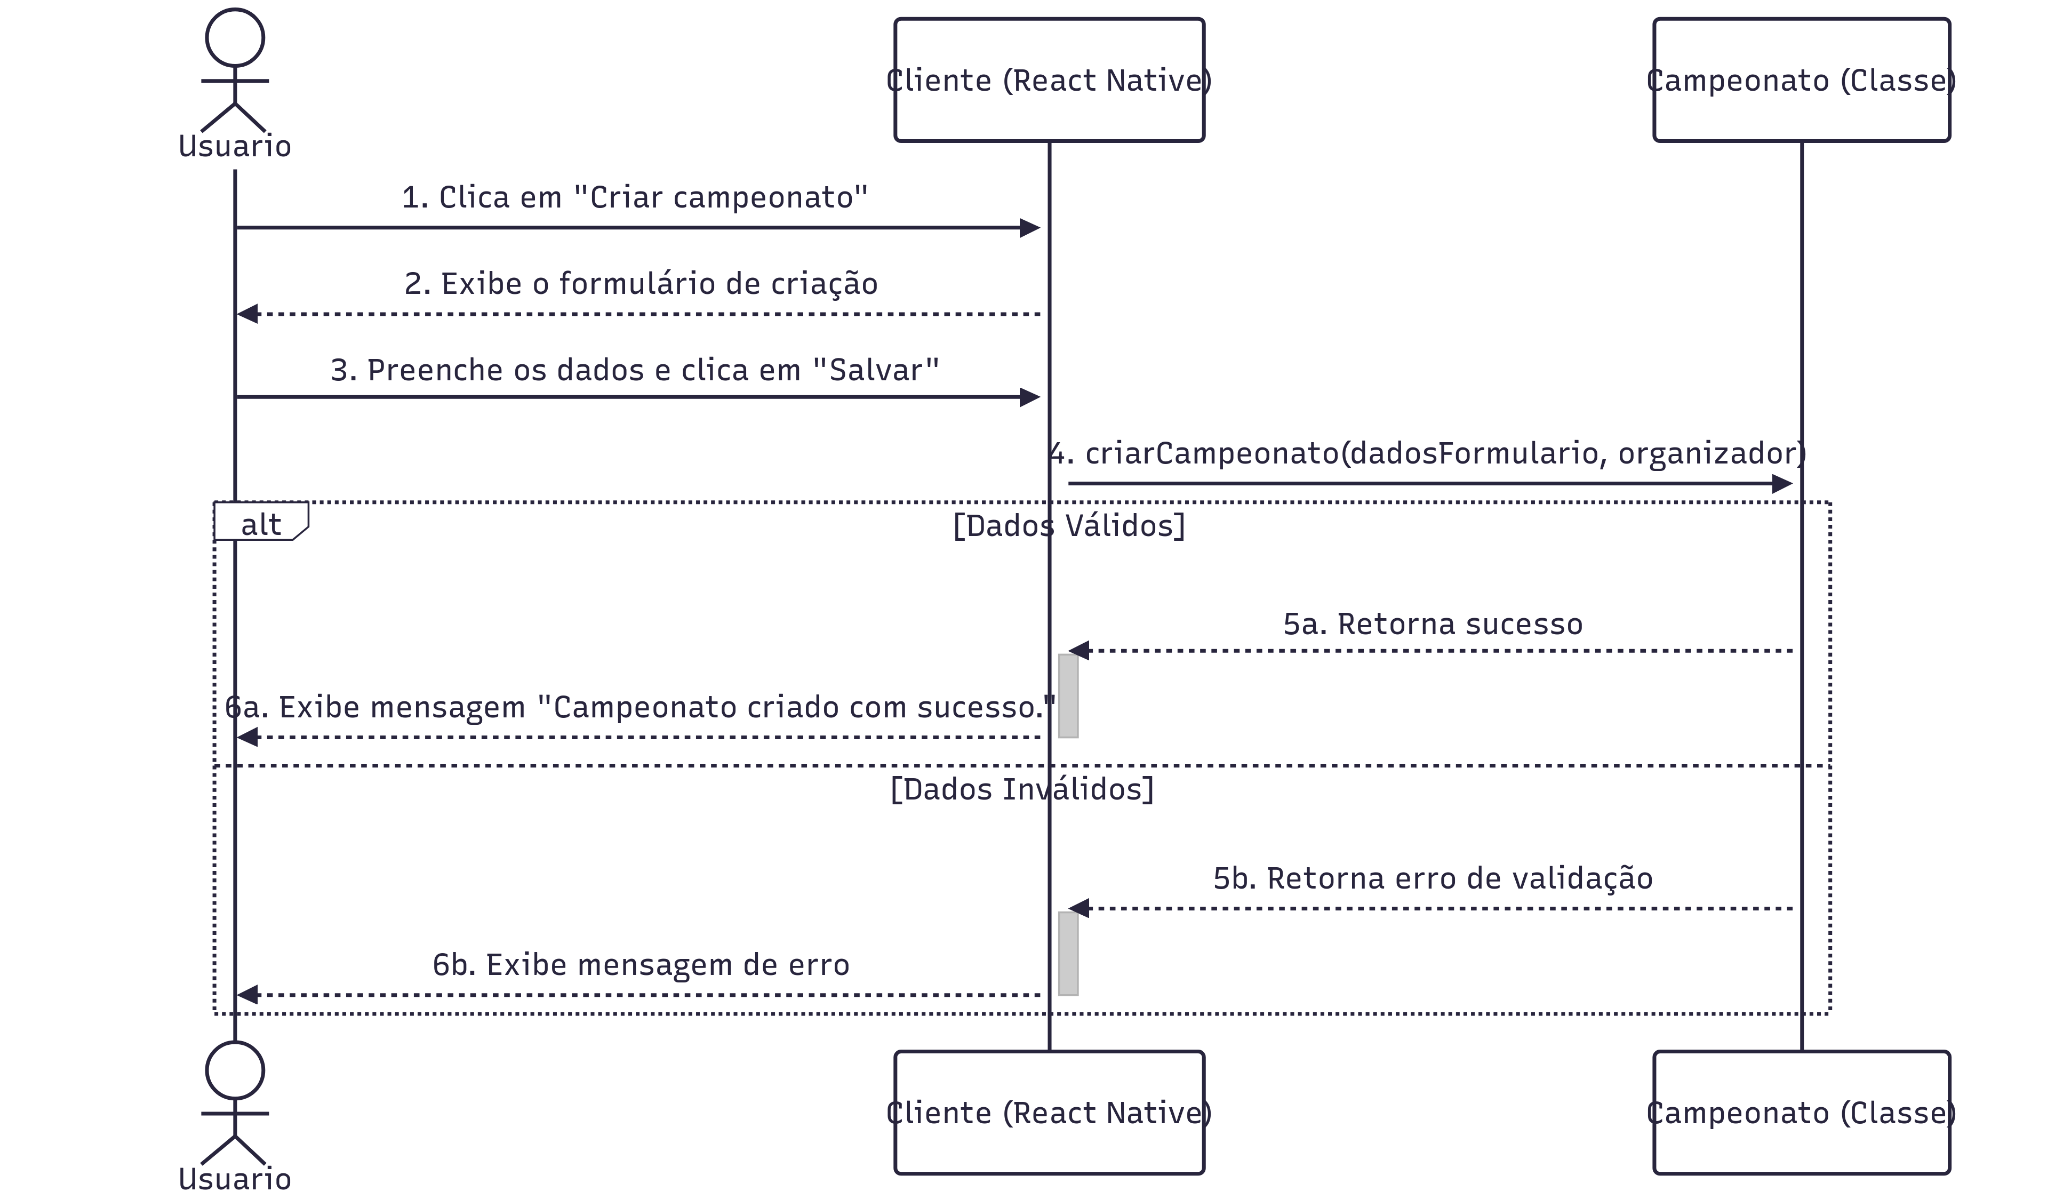 Usuario
Cliente (React Native)
Campeonato (Classe)
1. Clica em "Criar campeonato"
2. Exibe o formulário de criação
3. Preenche os dados e clica em "Salvar"
4. criarCampeonato(dadosFormulario, organizador)
alt
[Dados Válidos]
5a. Retorna sucesso
6a. Exibe mensagem "Campeonato criado com sucesso."
[Dados Inválidos]
5b. Retorna erro de validação
6b. Exibe mensagem de erro
Usuario
Cliente (React Native)
Campeonato (Classe)